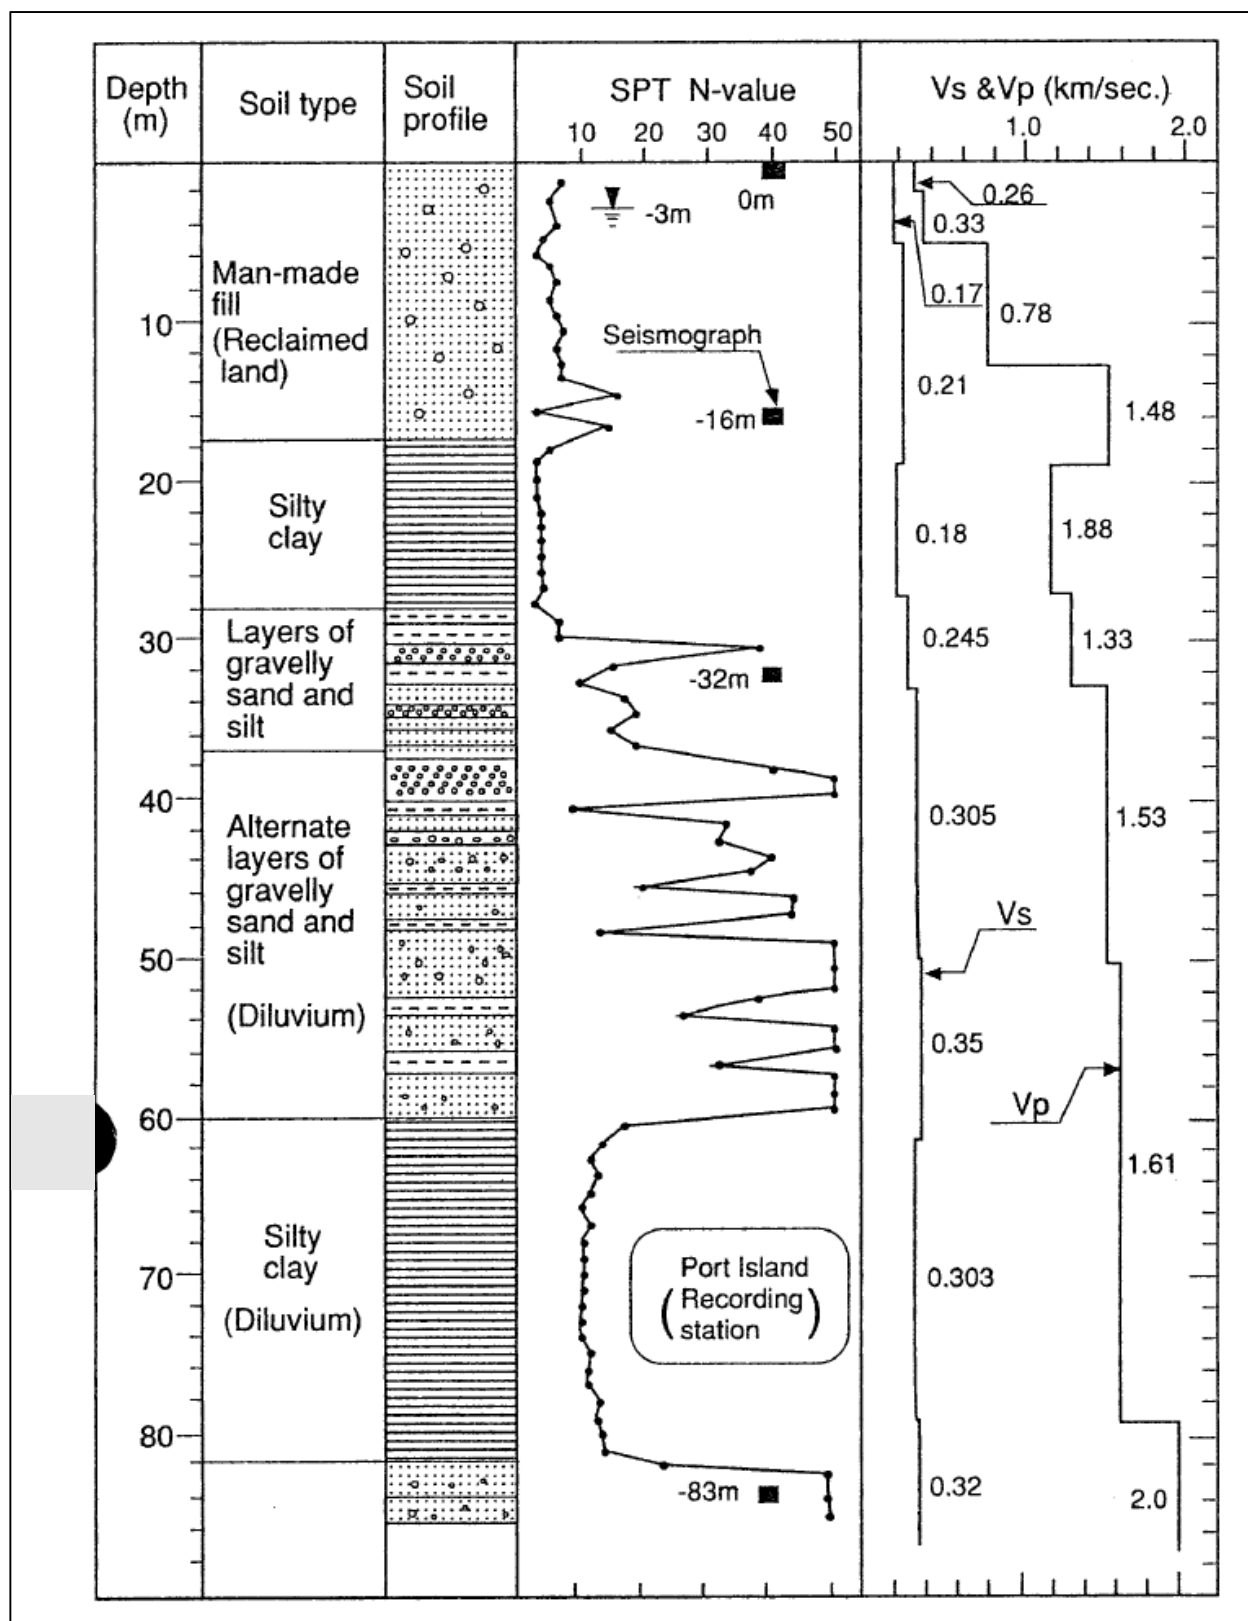 Depth
(m)
Soil type
Soil
profile
SPT N-value
10 20 30 40 50
Vs &Vp (km/sec.)
1.0 2.0
0m
-3m
0.26
0.33
0.17
0.78
Man-made
fill
(Reclaimed
land)
10
Seismograph
-16m
0.21
1.48
20
Silty
clay
0.18
1.88
30
Layers of
gravelly
sand and
silt
-32m
0.245
1.33
40
Alternate
layers of
gravelly
sand and
silt
(Diluvium)
0.305
1.53
Vs
50
0.35
Vp
60
1.61
Silty
clay
(Diluvium)
70
Port Island
(Recording)
station
0.303
80
-83m
0.32
2.0